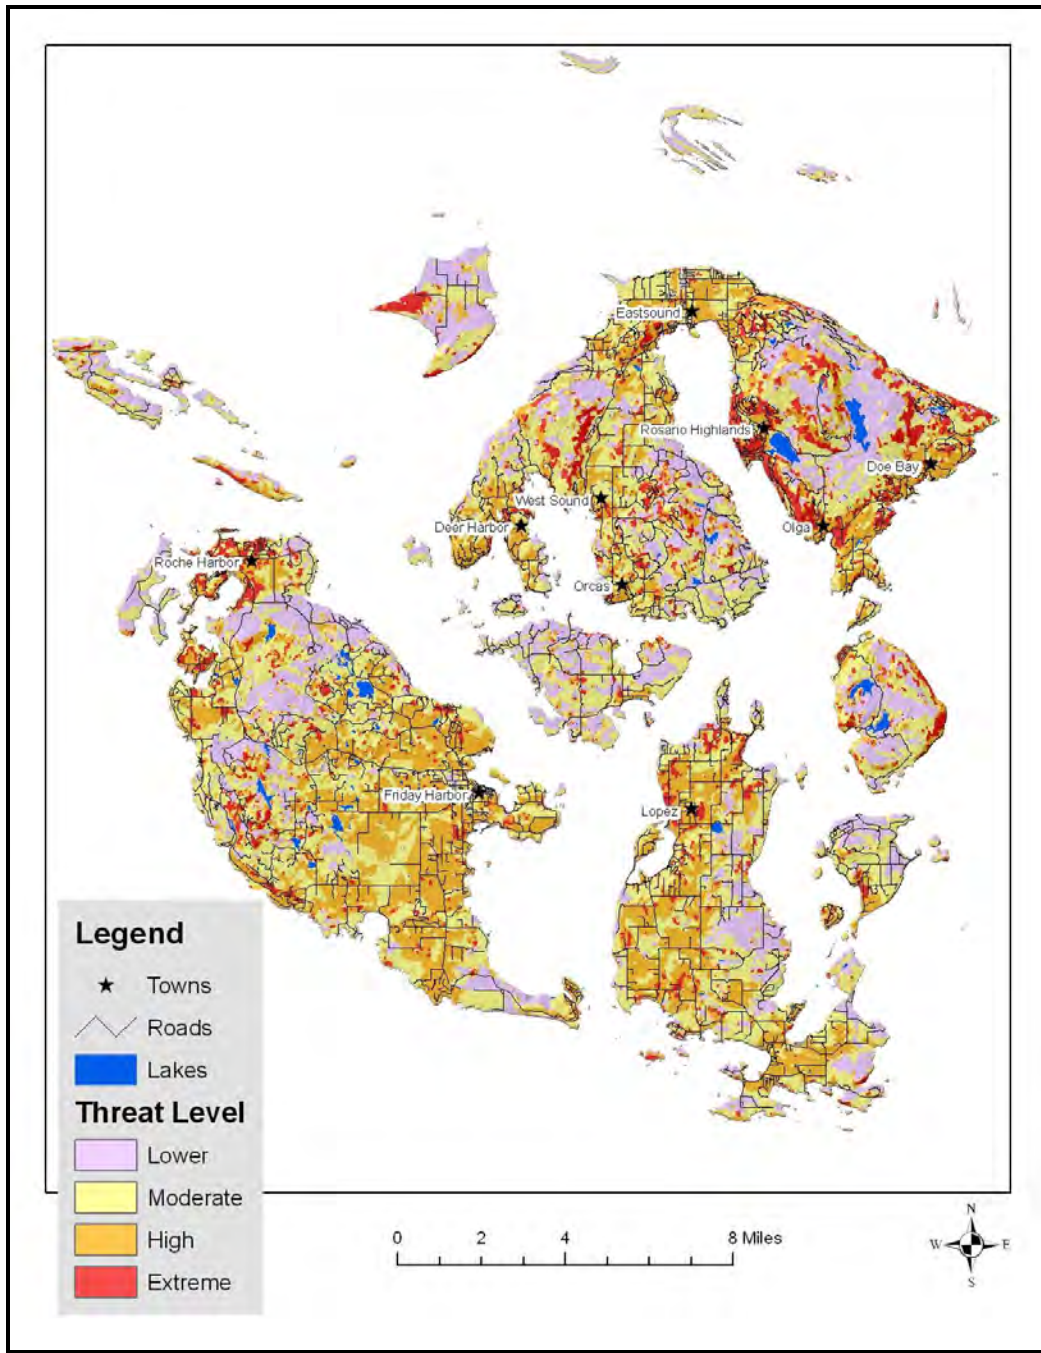 Eastsound
Rosario Highlands
Doe Bay
West Sound
Deer Harbor
Olga
Roche Harbor
Orcas
Friday Harbor
Lopez
Legend
Towns
Roads
Lakes
Threat Level
Lower
Moderate
High
Extreme
0 2 4 8 Miles
N
W E
S